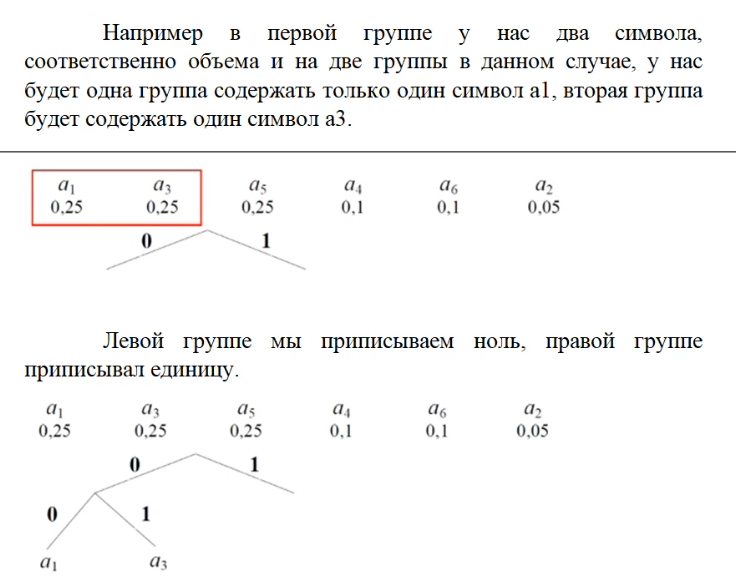 Например в первой группе у нас два символа,
соответственно объема и на две группы в данном случае, у нас
будет одна группа содержать только один символ a1, вторая группа
будет содержать один символ a3.
a₁ a₃ a₅ a₄ a₆ a₂
0,25 0,25 0,25 0,1 0,1 0,05
0 1
Левой группе мы приписываем ноль, правой группе
приписывал единицу.
a₁ a₃ a₅ a₄ a₆ a₂
0,25 0,25 0,25 0,1 0,1 0,05
0 1
0 1
a₁ a₃